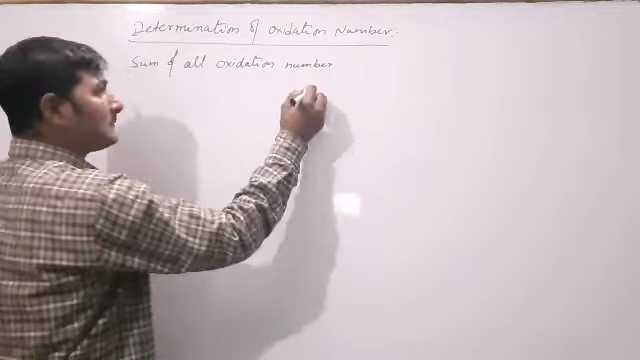 Determination of oxidation Number:
Sum of all oxidation number